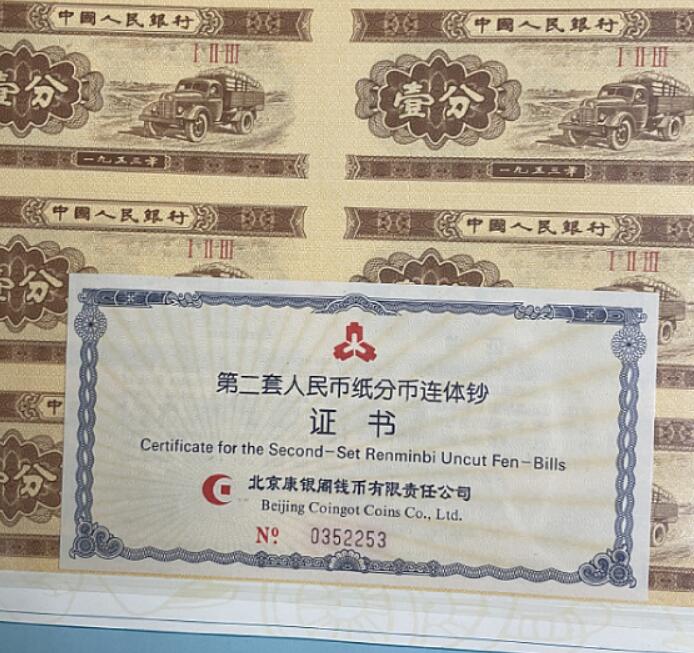 中國人民銀行
中國人民銀行
I II III
I II III
壹分
壹分
一九五三年
一九五三年
中國人民銀行
中國人民銀行
I II III
I II III
分
中
分
第二套人民币纸分币连体钞
证书
Certificate for the Second-Set Renminbi Uncut Fen-Bills
北京康银阁钱币有限责任公司
Beijing Coingot Coins Co., Ltd.
Nº 0352253